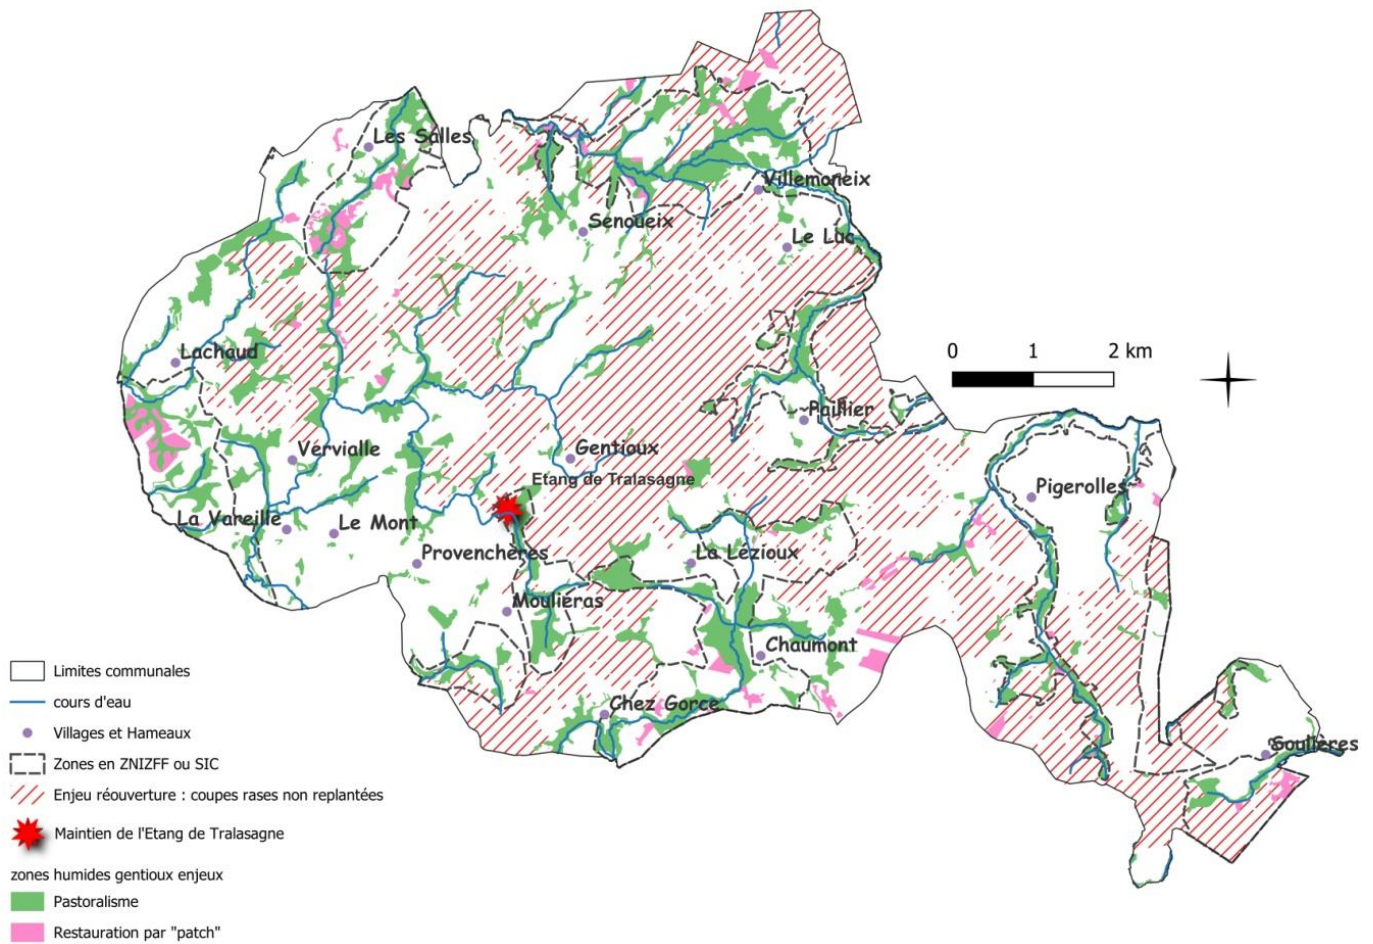 Les Salles
Villemoneix
Senoueix
Le Luc
Lachaud
0 1 2 km
Paillier
Vervialle
Gentioux
Etang de Tralasagne
Pigerolles
La Vareille
Le Mont
Provenchères
La Lézioux
Moulieras
Chaumont
Chez Gorce
Soulieres
Limites communales
cours d'eau
Villages et Hameaux
Zones en ZNIZFF ou SIC
Enjeu réouverture : coupes rases non replantées
Maintien de l'Etang de Tralasagne
zones humides gentioux enjeux
Pastoralisme
Restauration par "patch"